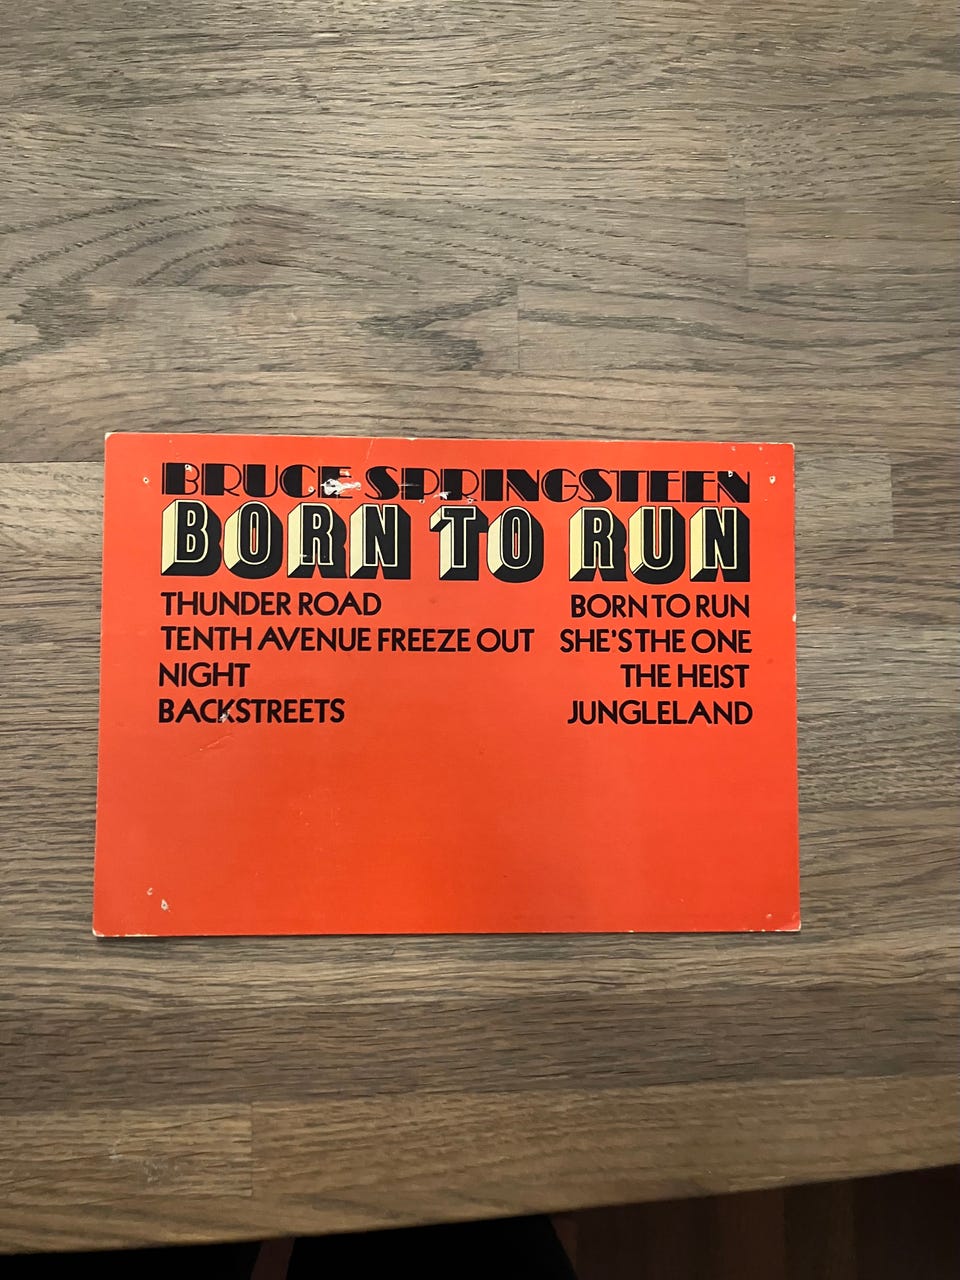 BRUCE SPRINGSTEEN
BORN TO RUN
THUNDER ROAD
TENTH AVENUE FREEZE OUT
NIGHT
BACKSTREETS
BORN TO RUN
SHE'S THE ONE
THE HEIST
JUNGLELAND